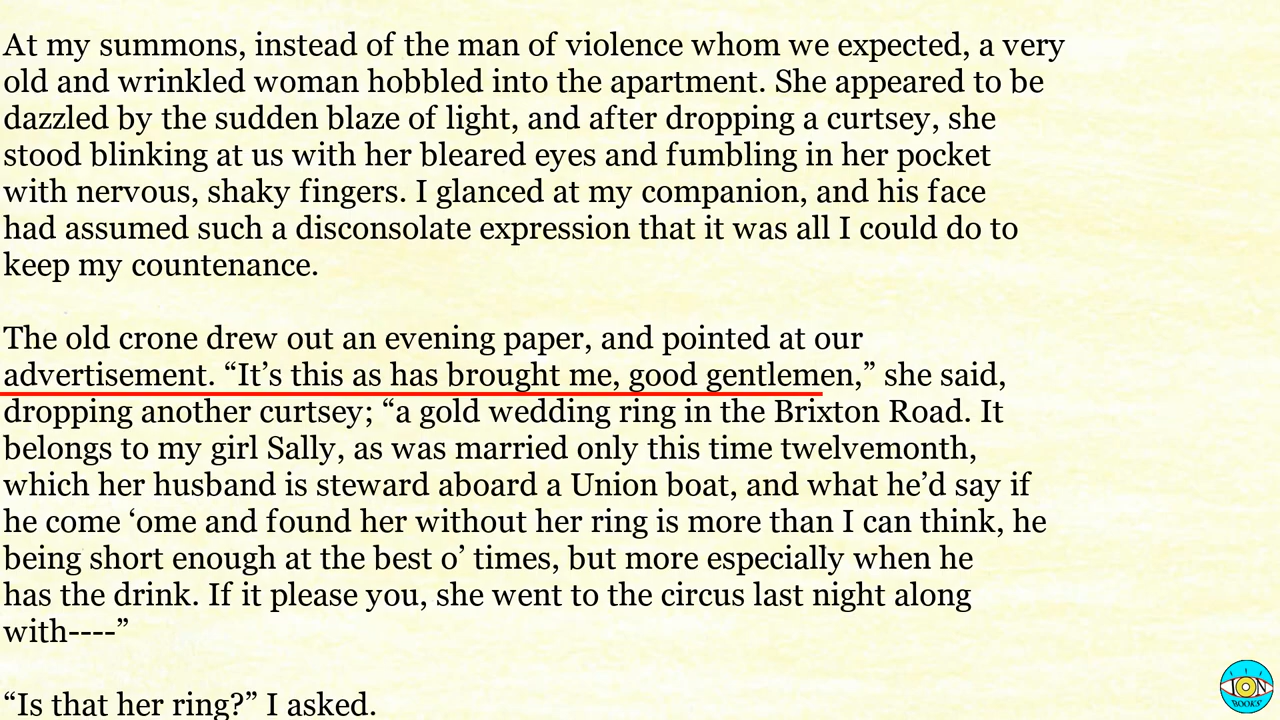 At my summons, instead of the man of violence whom we expected, a very
old and wrinkled woman hobbled into the apartment. She appeared to be
dazzled by the sudden blaze of light, and after dropping a curtsey, she
stood blinking at us with her bleared eyes and fumbling in her pocket
with nervous, shaky fingers. I glanced at my companion, and his face
had assumed such a disconsolate expression that it was all I could do to
keep my countenance.
The old crone drew out an evening paper, and pointed at our
advertisement. “It’s this as has brought me, good gentlemen,” she said,
dropping another curtsey; “a gold wedding ring in the Brixton Road. It
belongs to my girl Sally, as was married only this time twelvemonth,
which her husband is steward aboard a Union boat, and what he’d say if
he come ‘ome and found her without her ring is more than I can think, he
being short enough at the best o’ times, but more especially when he
has the drink. If it please you, she went to the circus last night along
with----”
“Is that her ring?” I asked.
ION
BOOKS